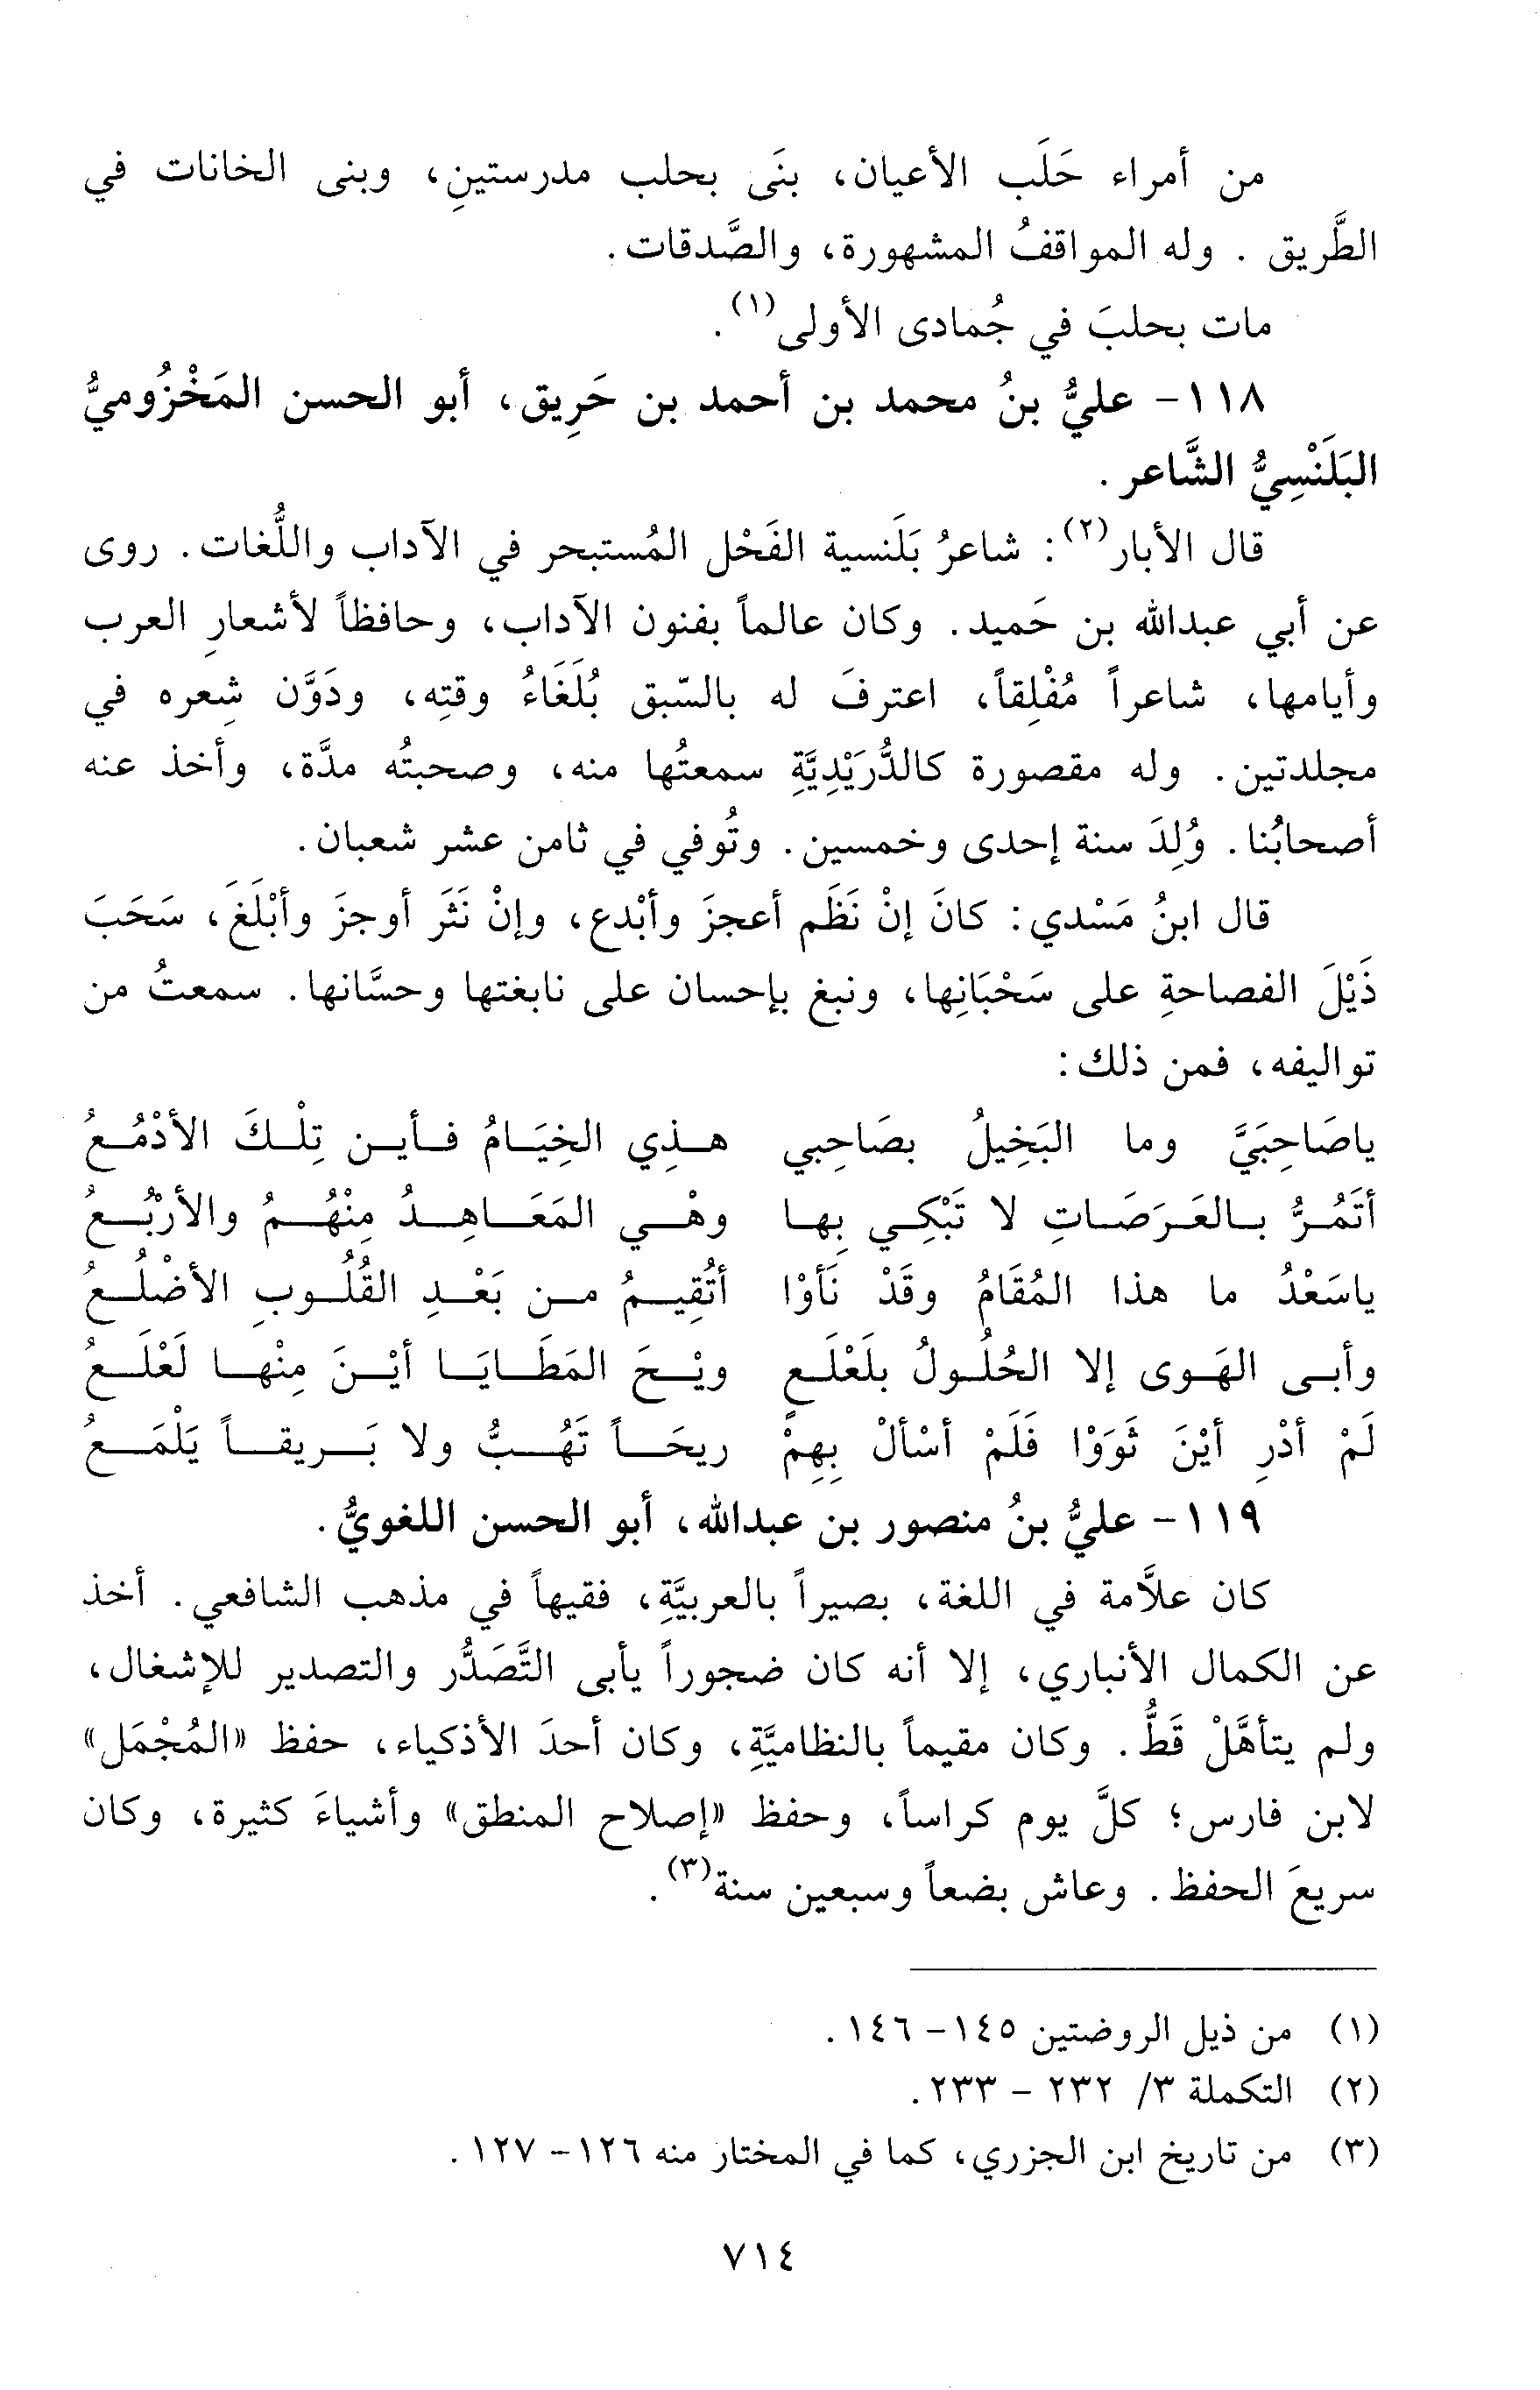 من أمراء حَلَب الأعيان، بنَى بحلب مدرستينِ، وبنى الخانات في
الطَّريق . وله المواقفُ المشهورة، والصَّدقات.
مات بحلبَ في جُمادى الأولى(١).
١١٨- عليُّ بنُ محمد بن أحمد بن حَرِيق، أبو الحسن المَخْزُوميُّ
البَلَنْسِيُّ الشَّاعر .
قال الأبار(٢): شاعرُ بَلَنسية الفَحْل المُستبحر في الآداب واللُّغات. روى
عن أبي عبدالله بن حَميد. وكان عالماً بفنون الآداب، وحافظاً لأشعارِ العرب
وأيامها، شاعراً مُفْلِقاً، اعترفَ له بالسّبق بُلَغَاءُ وقتِه، ودَوَّن شِعره في
مجلدتين. وله مقصورة كالدُّرَيْدِيَّةِ سمعتُها منه، وصحبتُه مدَّة، وأخذ عنه
أصحابُنا. وُلِدَ سنة إحدى وخمسين. وتُوفي في ثامن عشر شعبان.
قال ابنُ مَسْدي: كانَ إنْ نَظَم أعجزَ وأبْدع، وإنْ نَثَر أوجزَ وأبْلَغَ، سَحَبَ
ذَيْلَ الفصاحةِ على سَحْبَانِها، ونبغ بإحسان على نابغتها وحسَّانها. سمعتُ من
تواليفه، فمن ذلك:
ياصَاحِبَيَّ وما البَخِيلُ بصَاحِبي هـذِي الخِيَـامُ فـأيـن تِلْـكَ الأدْمُـعُ
أتَمُـرُّ بـالعَـرَصَـاتِ لا تَبْكِـي بِهـا وهْـي المَعَـاهِـدُ مِنْهُـمُ والأرْبُـعُ
ياسَعْدُ ما هذا المُقَامُ وقَدْ نَأوْا أتُقِيـمُ مـن بَعْـدِ القُلُـوبِ الأضْلُـعُ
وأبـى الهَـوى إلا الحُلُـولُ بلَعْلَـعٍ ويْـحَ المَطَـايَـا أيْـنَ مِنْهـا لَعْلَـعُ
لَمْ أدْرِ أيْنَ ثَوَوْا فَلَمْ أسْألْ بِهِمْ ريحَـاً تَهُـبُّ ولا بَـريقـاً يَلْمَـعُ
١١٩- عليُّ بنُ منصور بن عبدالله، أبو الحسن اللغويُّ.
كان علاَّمة في اللغة، بصيراً بالعربيَّةِ، فقيهاً في مذهب الشافعي. أخذ
عن الكمال الأنباري، إلا أنه كان ضجوراً يأبى التَّصَدُّر والتصدير للإشغال،
ولم يتأهَّلْ قَطُّ. وكان مقيماً بالنظاميَّةِ، وكان أحدَ الأذكياء، حفظ «المُجْمَل»
لابن فارس؛ كلَّ يوم كراساً، وحفظ «إصلاح المنطق» وأشياءَ كثيرة، وكان
سريعَ الحفظ. وعاش بضعاً وسبعين سنة(٣).
(١) من ذيل الروضتين ١٤٥- ١٤٦.
(٢) التكملة ٣/ ٢٣٢ - ٢٣٣.
(٣) من تاريخ ابن الجزري، كما في المختار منه ١٢٦- ١٢٧.
٧١٤